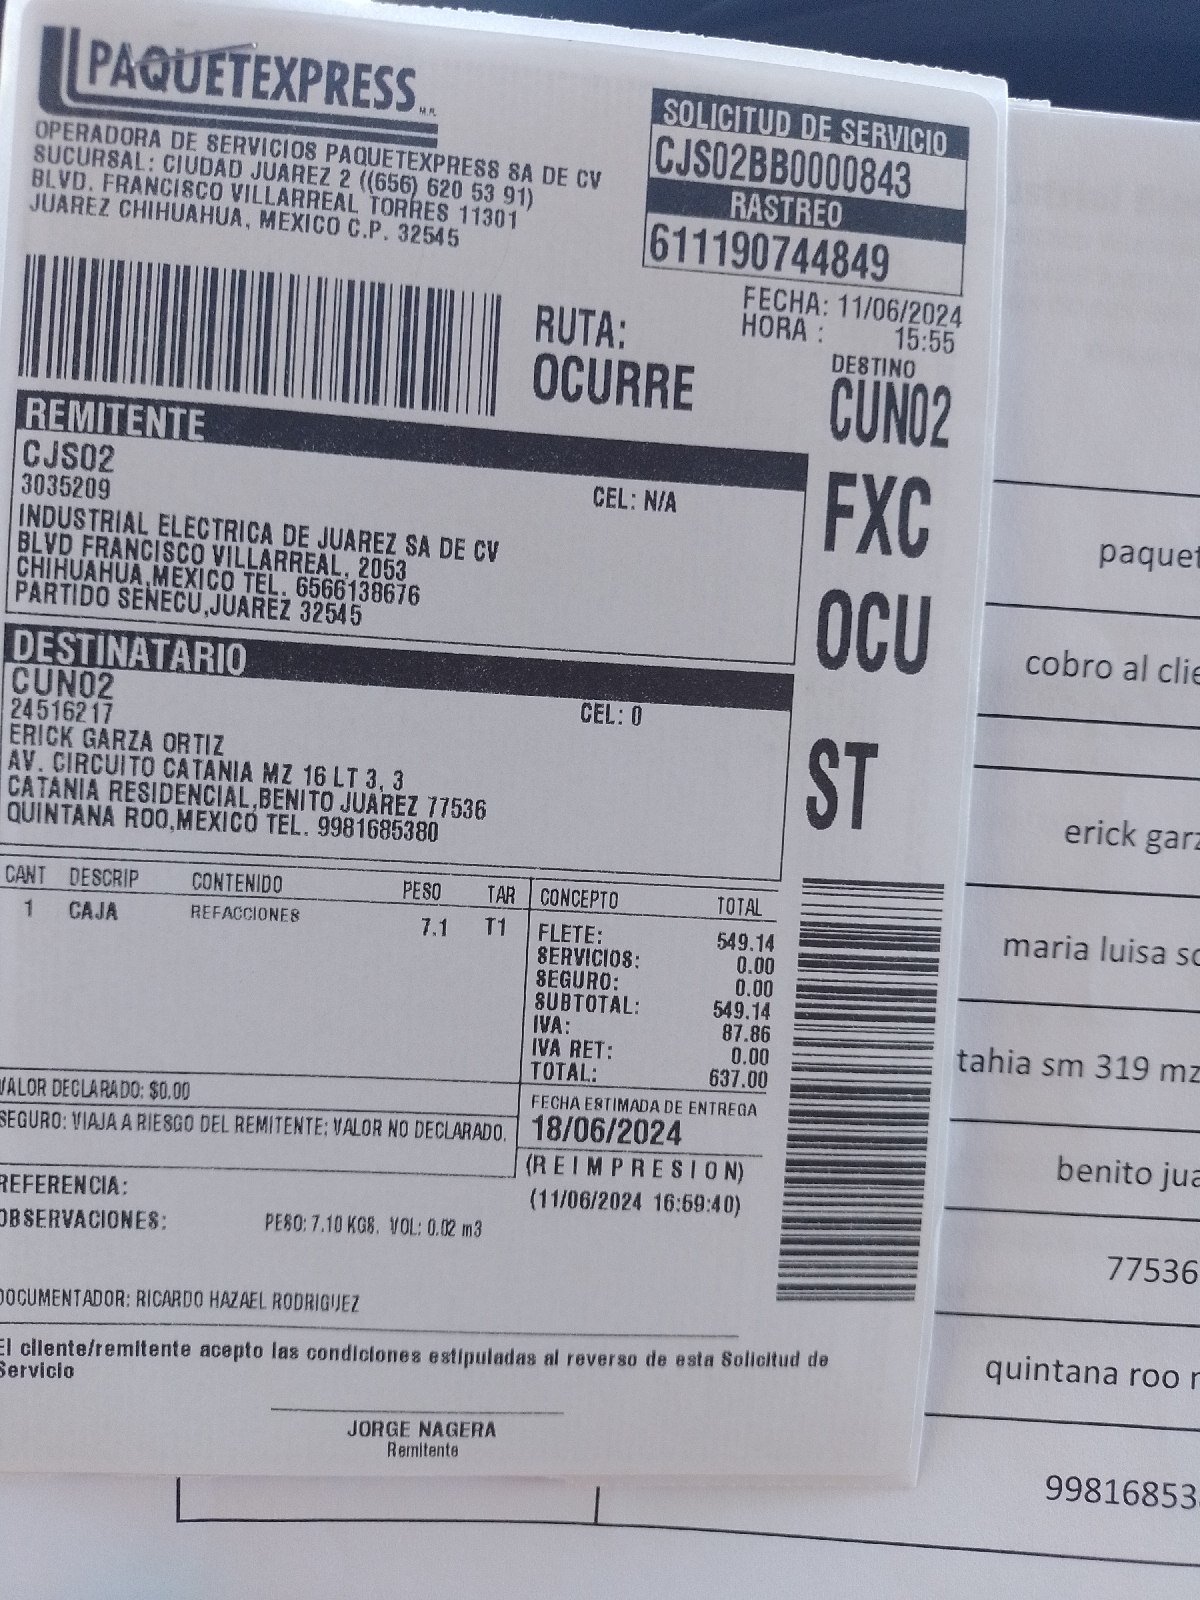 PAQUETEXPRESS M.R.
OPERADORA DE SERVICIOS PAQUETEXPRESS SA DE CV
SUCURSAL: CIUDAD JUAREZ 2 ((656) 620 53 91)
BLVD. FRANCISCO VILLARREAL TORRES 11301
JUAREZ CHIHUAHUA, MEXICO C.P. 32545
SOLICITUD DE SERVICIO
CJS02BB0000843
RASTREO
611190744849
FECHA: 11/06/2024
HORA : 15:55
RUTA:
OCURRE
DESTINO
CUN02
FXC
OCU
ST
REMITENTE
CJS02
3035209
CEL: N/A
INDUSTRIAL ELECTRICA DE JUAREZ SA DE CV
BLVD FRANCISCO VILLARREAL, 2053
CHIHUAHUA,MEXICO TEL. 6566138676
PARTIDO SENECU,JUAREZ 32545
DESTINATARIO
CUN02
24516217
CEL: 0
ERICK GARZA ORTIZ
AV. CIRCUITO CATANIA MZ 16 LT 3, 3
CATANIA RESIDENCIAL,BENITO JUAREZ 77536
QUINTANA ROO,MEXICO TEL. 9981685380
CANT DESCRIP CONTENIDO PESO TAR
1 CAJA REFACCIONES 7.1 T1
CONCEPTO TOTAL
FLETE: 549.14
SERVICIOS: 0.00
SEGURO: 0.00
SUBTOTAL: 549.14
IVA: 87.86
IVA RET: 0.00
TOTAL: 637.00
VALOR DECLARADO: $0.00
SEGURO: VIAJA A RIESGO DEL REMITENTE; VALOR NO DECLARADO.
FECHA ESTIMADA DE ENTREGA
18/06/2024
(REIMPRESION)
(11/06/2024 16:59:40)
REFERENCIA:
OBSERVACIONES: PESO: 7.10 KGS. VOL: 0.02 m3
DOCUMENTADOR: RICARDO HAZAEL RODRIGUEZ
El cliente/remitente acepto las condiciones estipuladas al reverso de esta Solicitud de
Servicio
JORGE NAGERA
Remitente
paquet
cobro al clie
erick garz
maria luisa so
tahia sm 319 mz
benito jua
77536
quintana roo
99816853